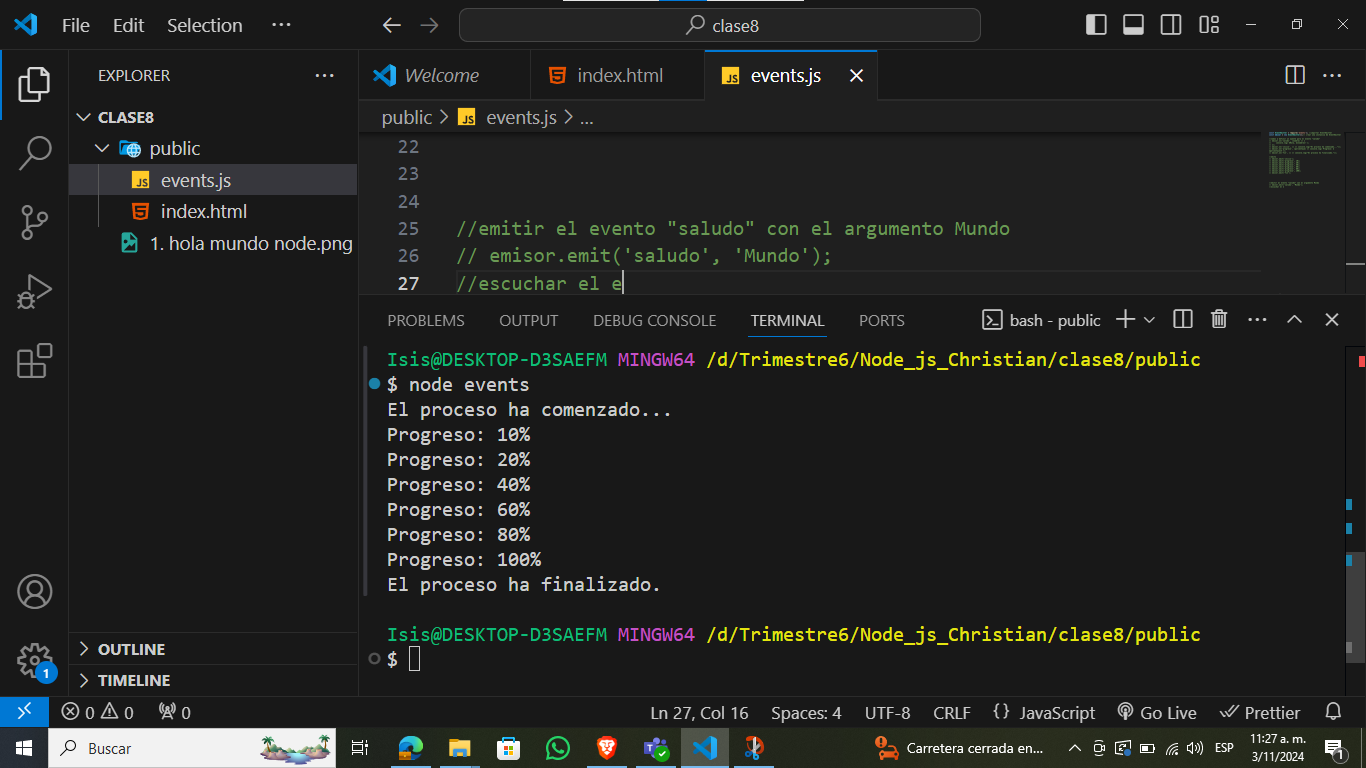 File Edit Selection ··· clase8
EXPLORER ···
CLASE8
public
events.js
index.html
1. hola mundo node.png
OUTLINE
TIMELINE
1
Welcome index.html events.js
public > events.js > ...
22
23
24
25 //emitir el evento "saludo" con el argumento Mundo
26 // emisor.emit('saludo', 'Mundo');
27 //escuchar el e
PROBLEMS OUTPUT DEBUG CONSOLE TERMINAL PORTS bash - public
Isis@DESKTOP-D3SAEFM MINGW64 /d/Trimestre6/Node_js_Christian/clase8/public
$ node events
El proceso ha comenzado...
Progreso: 10%
Progreso: 20%
Progreso: 40%
Progreso: 60%
Progreso: 80%
Progreso: 100%
El proceso ha finalizado.
Isis@DESKTOP-D3SAEFM MINGW64 /d/Trimestre6/Node_js_Christian/clase8/public
$
0 0 0 Ln 27, Col 16 Spaces: 4 UTF-8 CRLF {} JavaScript Go Live Prettier
Buscar Carretera cerrada en... ESP 11:27 a. m.
3/11/2024 1